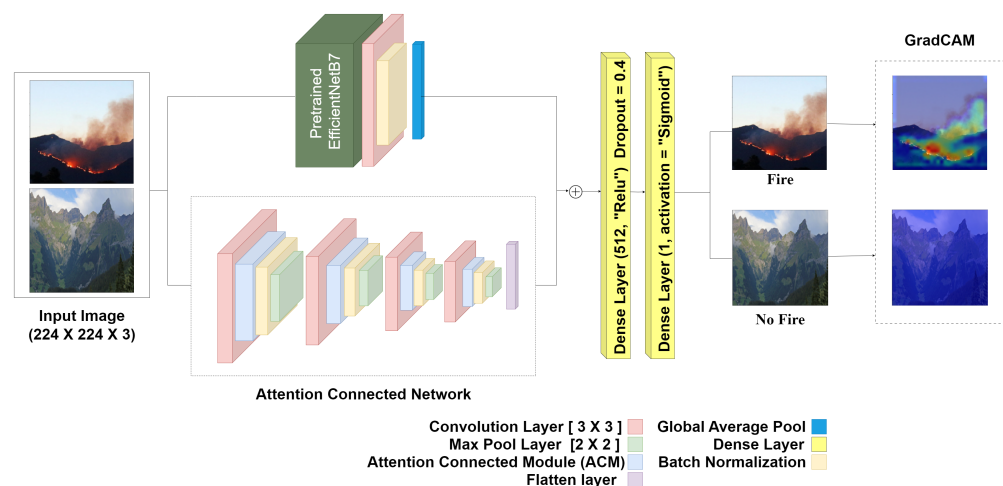 GradCAM
Pretrained
EfficientNetB7
Dense Layer (512, "Relu")  Dropout = 0.4
Dense Layer (1, activation = "Sigmoid")
Fire
No Fire
Input Image
(224 X 224 X 3)
Attention Connected Network
Convolution Layer [ 3 X 3 ]
Max Pool Layer  [2 X 2 ]
Attention Connected Module (ACM)
Flatten layer
Global Average Pool
Dense Layer
Batch Normalization